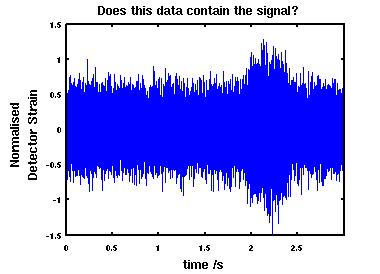 Does this data contain the signal?
1.5
1
0.5
0
-0.5
-1
-1.5
Normalised
Detector Strain
0 0.5 1 1.5 2 2.5
time /s